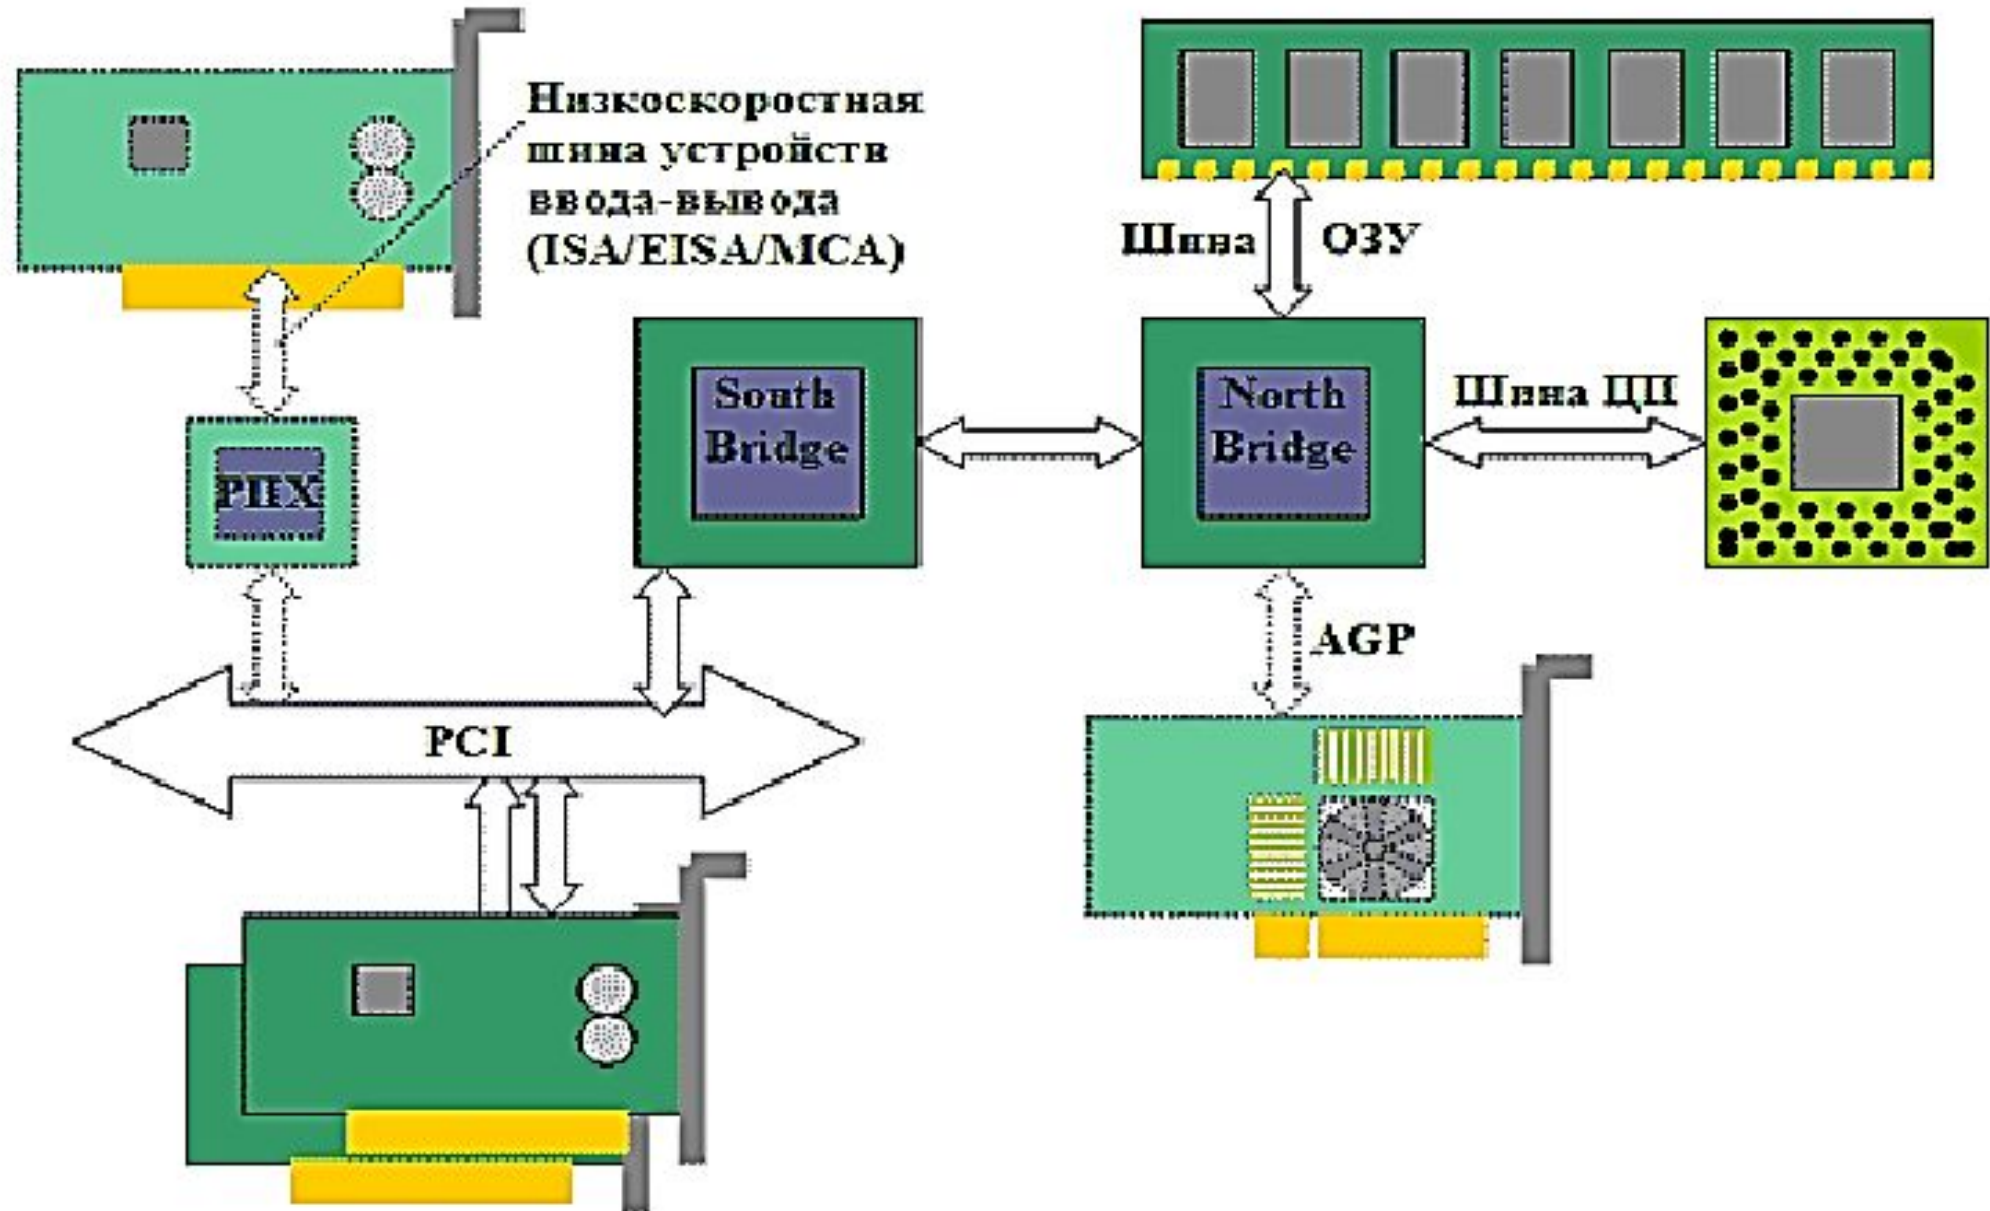 Низкоскоростная
шина устройств
ввода-вывода
(ISA/EISA/MCA)
Шина ОЗУ
South
Bridge
North
Bridge
Шина ЦП
PIIX
AGP
PCI